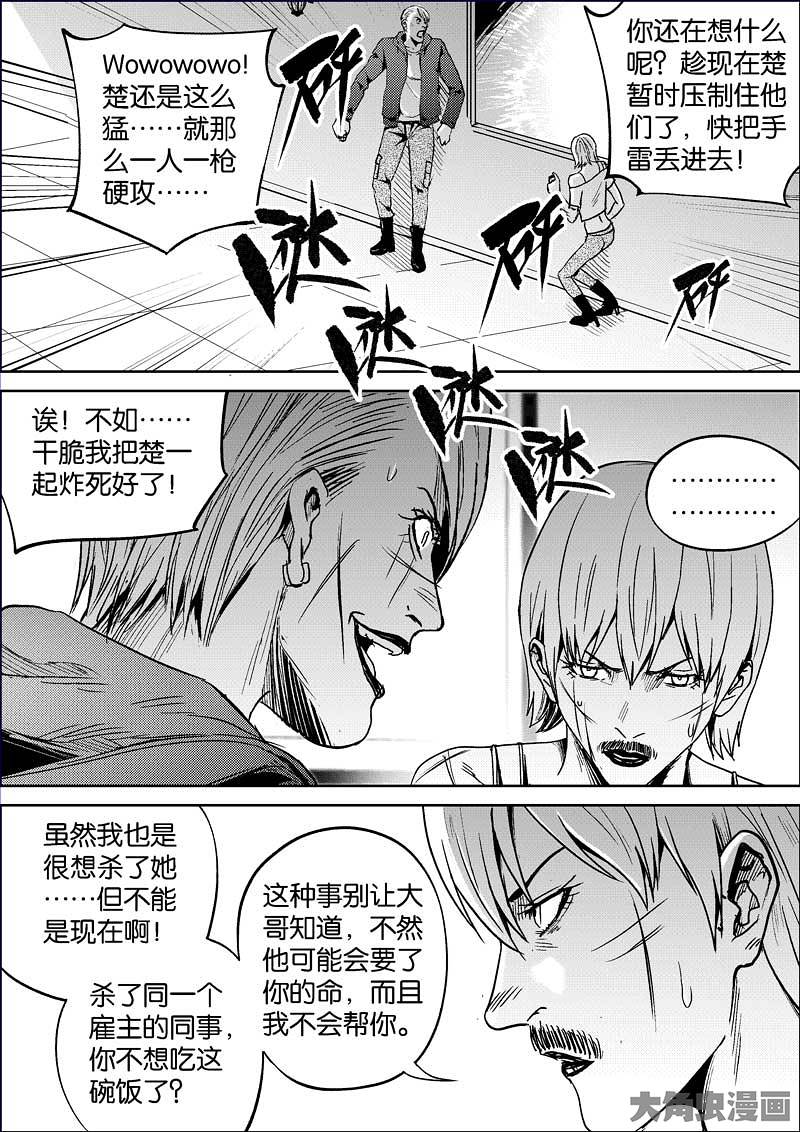 你还在想什么
呢？趁现在楚
暂时压制住他
们了，快把手
雷丢进去！
Wowowowo!
楚还是这么
猛……就那
么一人一枪
硬攻……
砰
砰
砰
诶！不如……
干脆我把楚一
起炸死好了！
…………
…………
虽然我也是
很想杀了她
……但不能
是现在啊！
杀了同一个
雇主的同事，
你不想吃这
碗饭了？
这种事别让大
哥知道，不然
他可能会要了
你的命，而且
我不会帮你。
大角虫漫画